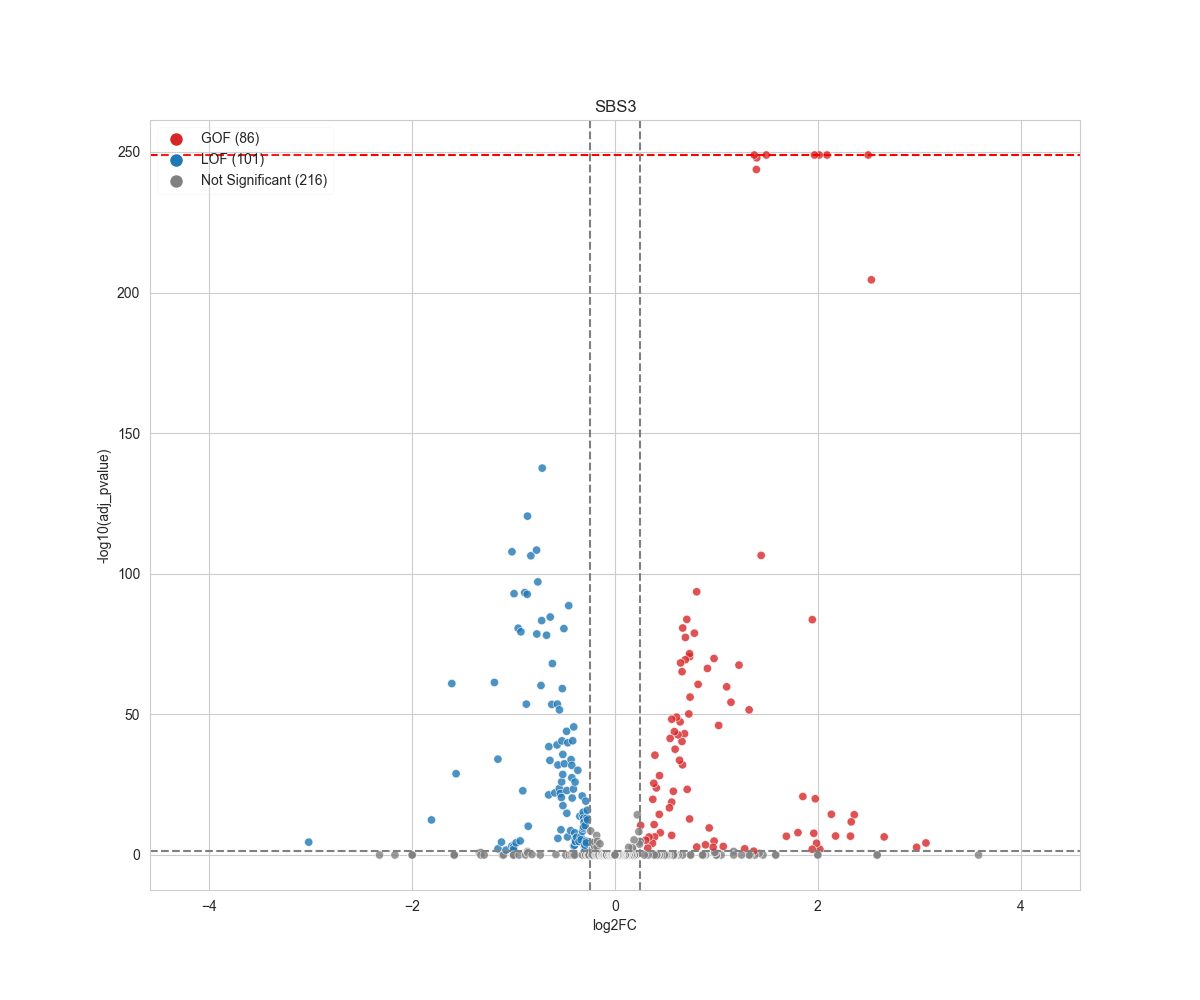 SBS3
GOF (86)
LOF (101)
Not Significant (216)
250
200
150
100
50
0
-log10(adj_pvalue)
−4
−2
0
2
4
log2FC